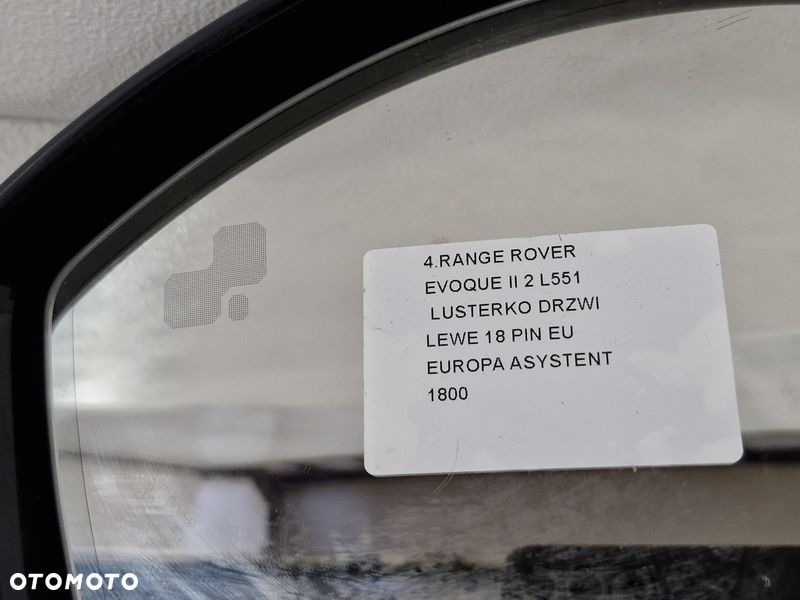 4.RANGE ROVER
EVOQUE II 2 L551
LUSTERKO DRZWI
LEWE 18 PIN EU
EUROPA ASYSTENT
1800
OTOMOTO